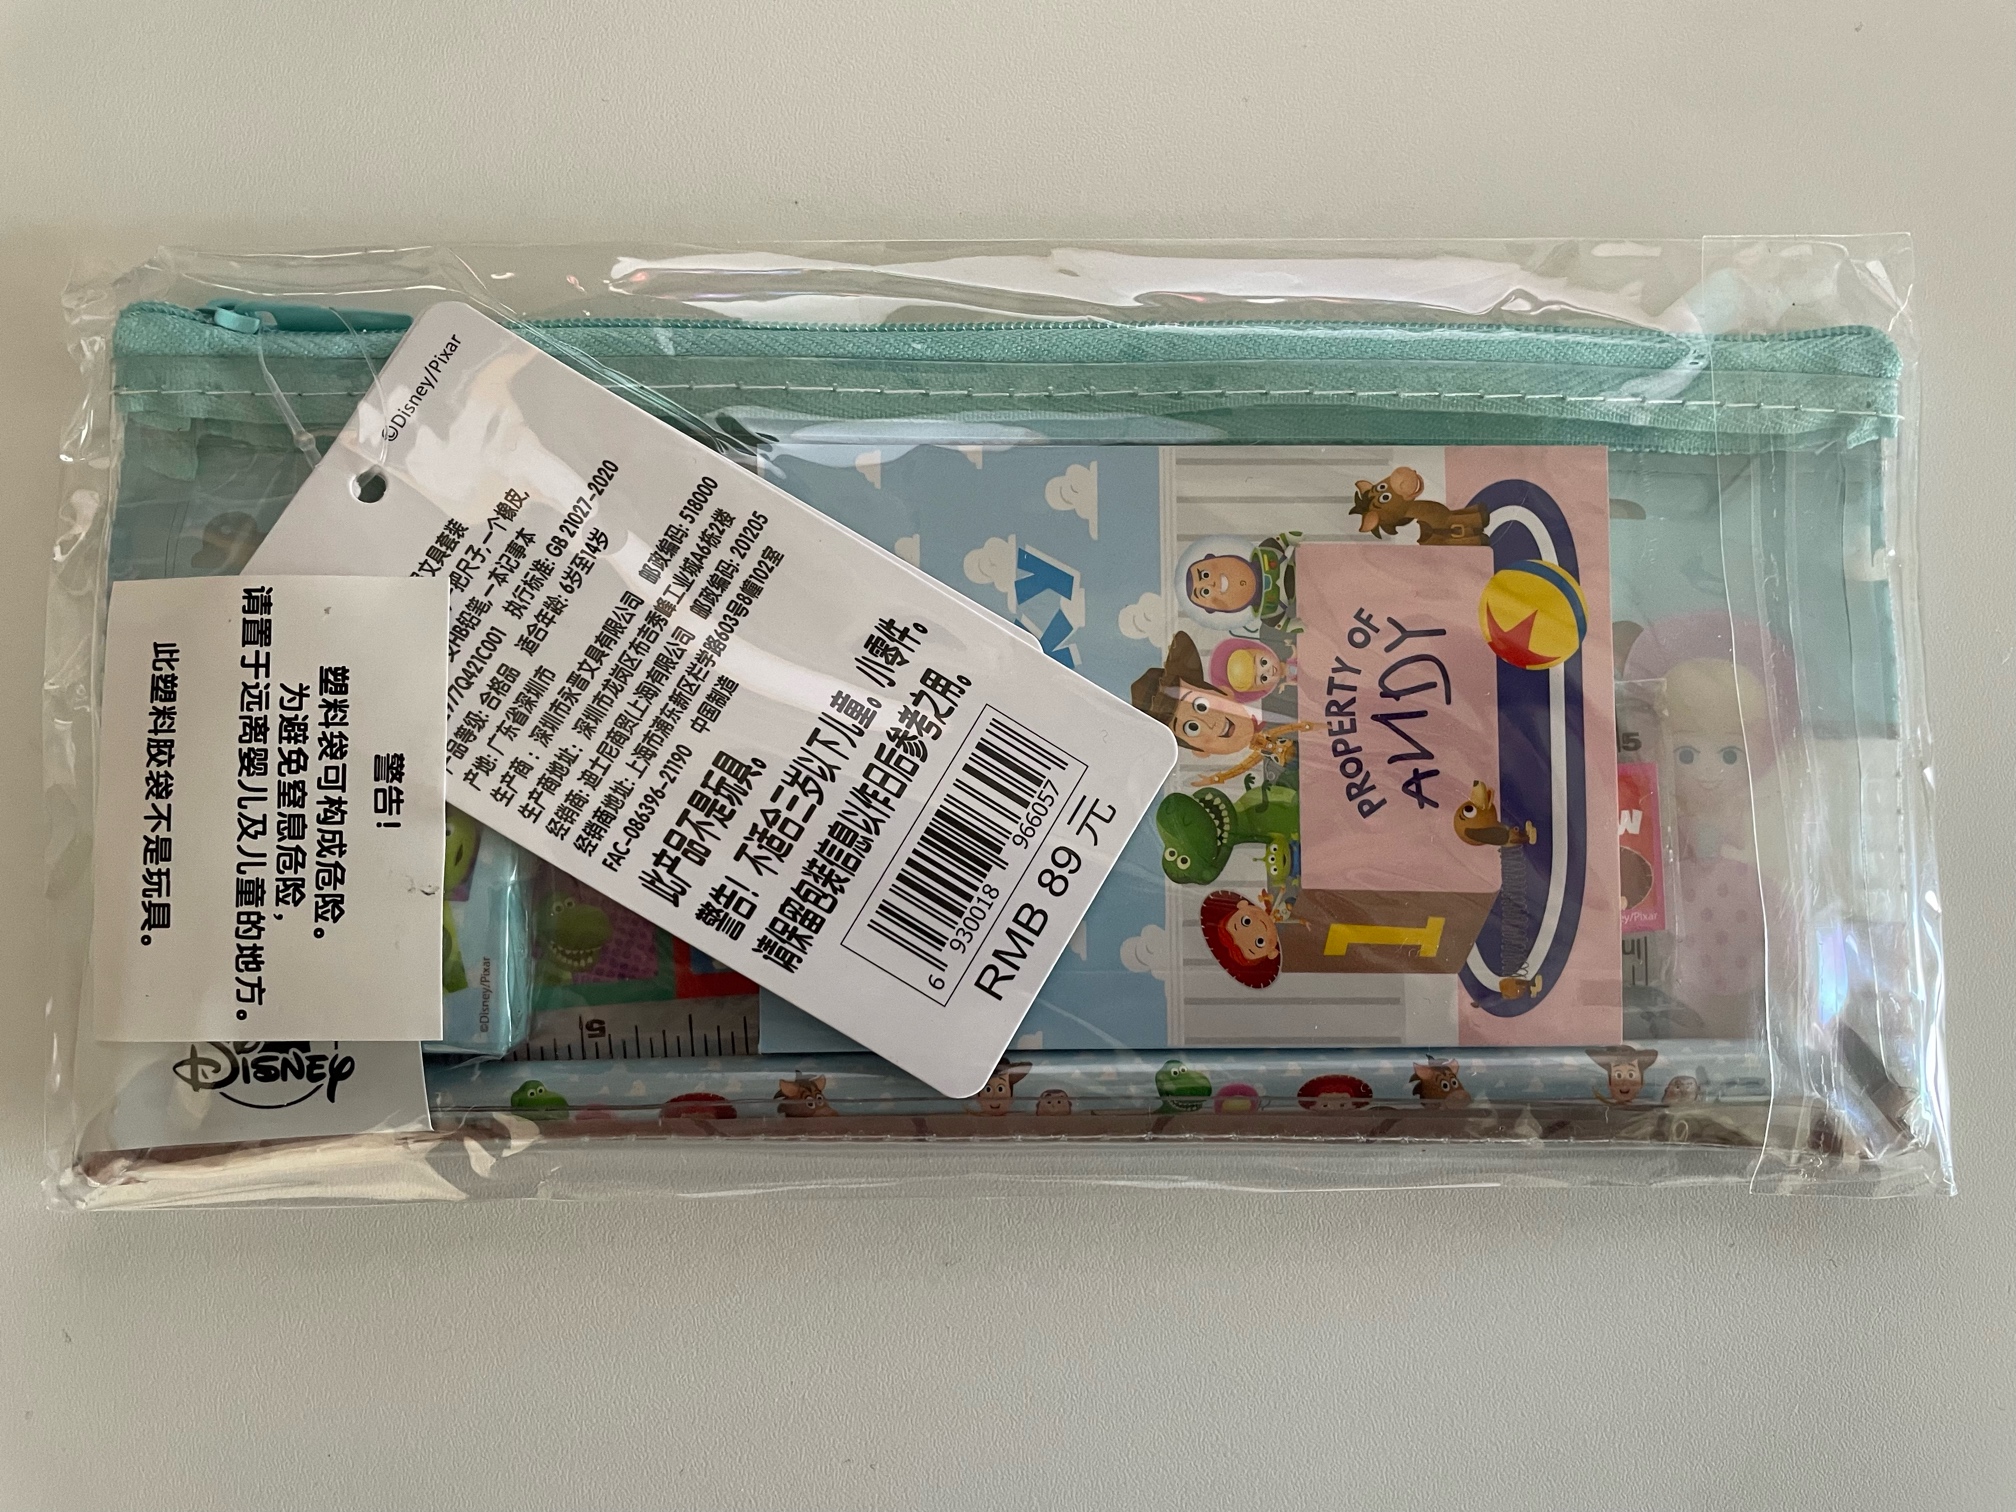 警告！
塑料袋可构成危险。
为避免窒息危险，
请置于远离婴儿及儿童的地方。
此塑料胶袋不是玩具。
Disney
©Disney/Pixar
文具套装
把尺子，一个橡皮，
HB铅笔 一本记事本
77Q421C001 执行标准: GB 21027-2020
产品等级: 合格品 适合年龄: 6岁至14岁
产地: 广东省深圳市
生产商: 深圳市永晋文具有限公司 邮政编码: 518000
生产商地址: 深圳市龙岗区布吉秀峰工业城A6栋2楼
经销商: 迪士尼商贸(上海)有限公司 邮政编码: 201205
经销商地址: 上海市浦东新区栏学路603号8幢102室
FAC-086396-21190 中国制造
此产品不是玩具。
警告！不适合三岁以下儿童。小零件。
请保留包装信息以作日后参考之用。
6 930018 966057
RMB 89 元
PROPERTY OF
ANDY
1
©Disney/Pixar
15
15
y/Pixar